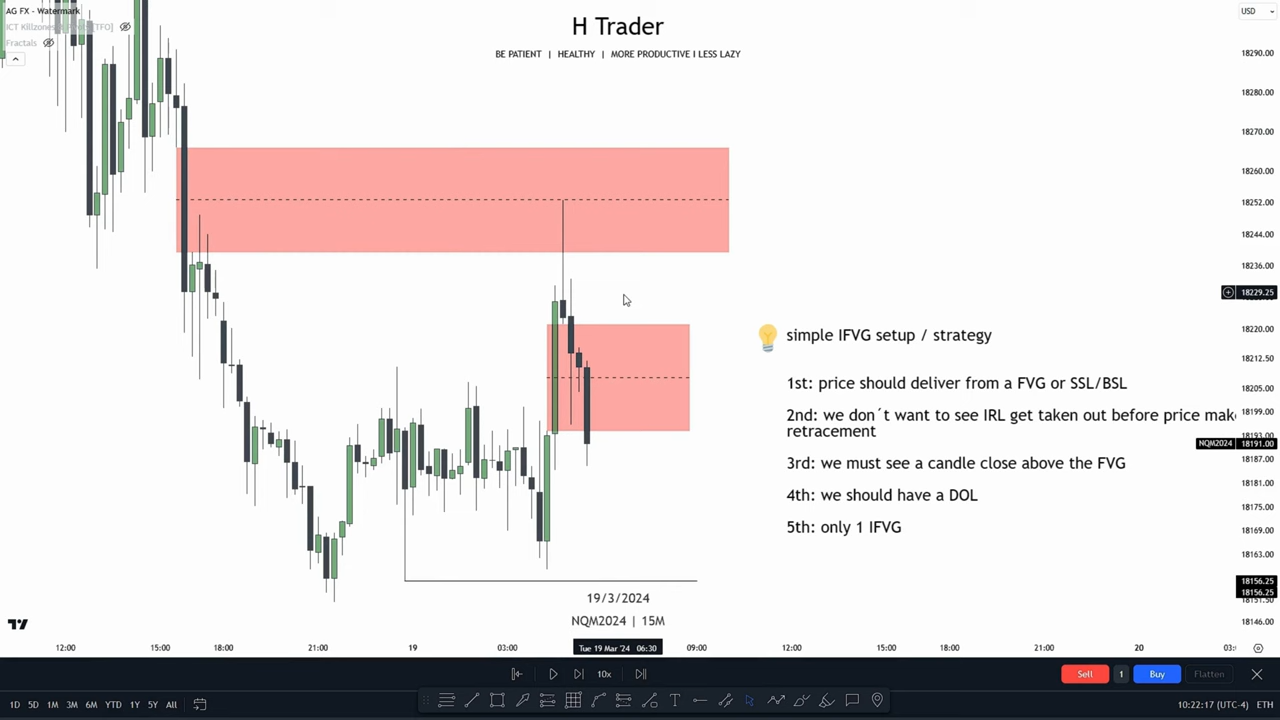 AG FX - Watermark
ICT Killzones
[TFO]
Fractals
H Trader
BE PATIENT | HEALTHY | MORE PRODUCTIVE I LESS LAZY
USD
18290.00
18280.00
18270.00
18260.00
18252.00
18244.00
18236.00
18229.25
18220.00
18212.50
18205.00
18199.00
18193.00
NQM2024 18191.00
18187.00
18181.00
18175.00
18169.00
18163.00
18156.25
18156.25
18151.50
18146.00
simple IFVG setup / strategy
1st: price should deliver from a FVG or SSL/BSL
2nd: we don´t want to see IRL get taken out before price mak
retracement
3rd: we must see a candle close above the FVG
4th: we should have a DOL
5th: only 1 IFVG
19/3/2024
NQM2024 | 15M
12:00 15:00 18:00 21:00 19 03:00 Tue 19 Mar '24 06:30 09:00 12:00 15:00 18:00 21:00 20 03:
10x
Sell 1 Buy Flatten
1D 5D 1M 3M 6M YTD 1Y 5Y All
10:22:17 (UTC-4) RTH